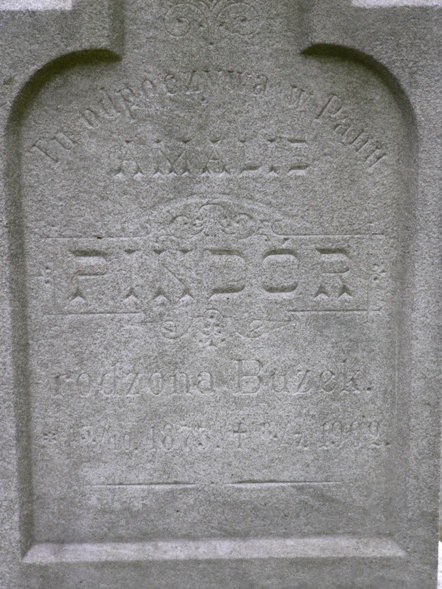 Tu odpoczywa w Panu
AMALIE
PINDÓR
rodzona Buzek.